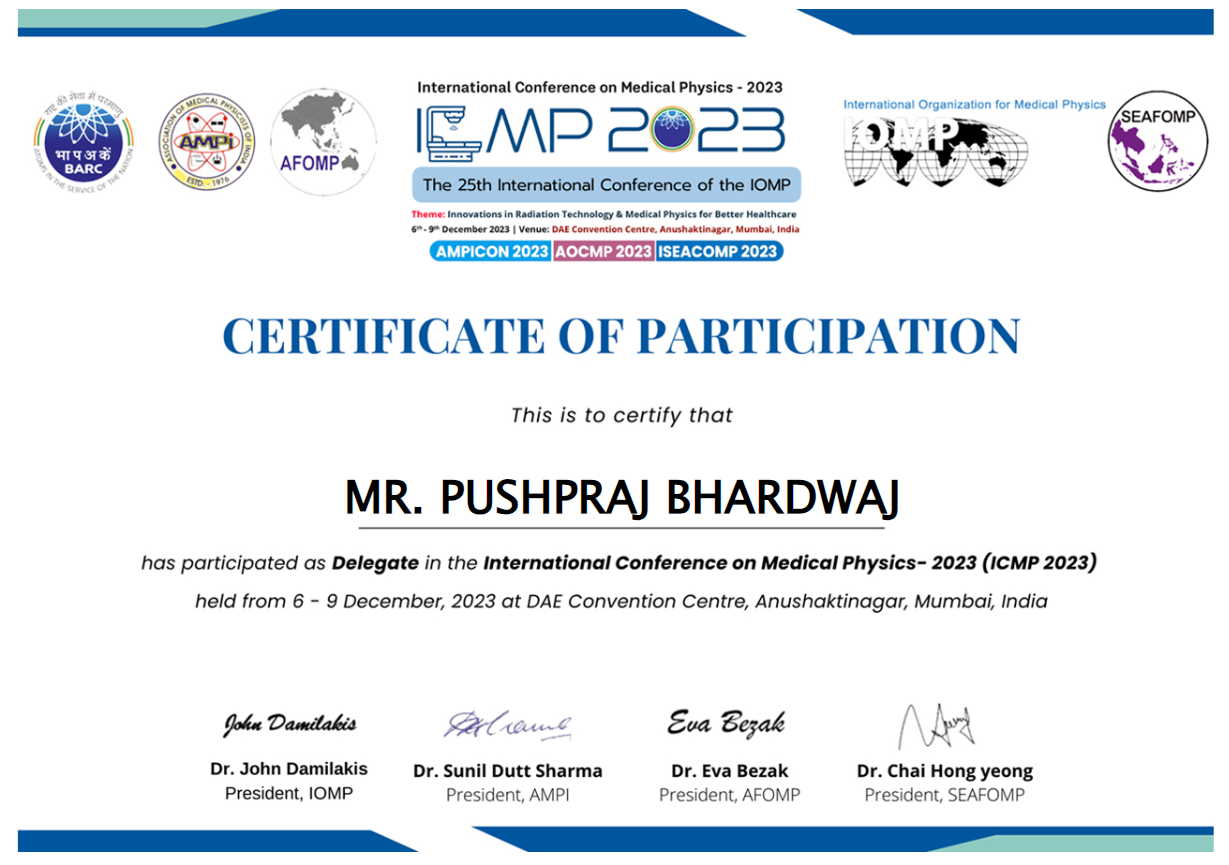 राष्ट्र की सेवा में परमाणु
भा प अ कें
BARC
ATOMS IN THE SERVICE OF THE NATION
ASSOCIATION OF MEDICAL PHYSICISTS OF INDIA
AMPI
ESTD. - 1976
AFOMP
International Conference on Medical Physics - 2023
ICMP 2023
The 25th International Conference of the IOMP
Theme: Innovations in Radiation Technology & Medical Physics for Better Healthcare
6th - 9th December 2023 | Venue: DAE Convention Centre, Anushaktinagar, Mumbai, India
AMPICON 2023 AOCMP 2023 ISEACOMP 2023
International Organization for Medical Physics
IOMP
SEAFOMP
CERTIFICATE OF PARTICIPATION
This is to certify that
MR. PUSHPRAJ BHARDWAJ
has participated as Delegate in the International Conference on Medical Physics- 2023 (ICMP 2023)
held from 6 - 9 December, 2023 at DAE Convention Centre, Anushaktinagar, Mumbai, India
John Damilakis
Eva Bezak
Dr. John Damilakis
President, IOMP
Dr. Sunil Dutt Sharma
President, AMPI
Dr. Eva Bezak
President, AFOMP
Dr. Chai Hong yeong
President, SEAFOMP